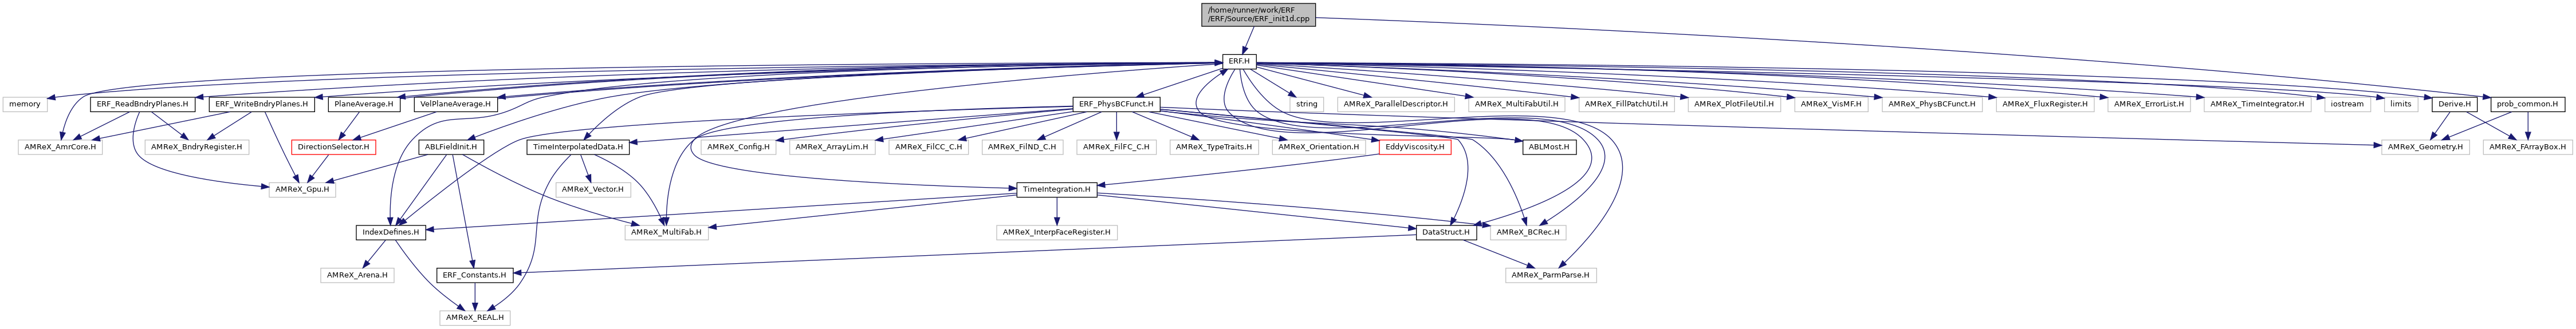 /home/runner/work/ERF
/ERF/Source/ERF_init1d.cpp
ERF.H
memory
ERF_ReadBndryPlanes.H
ERF_WriteBndryPlanes.H
PlaneAverage.H
VelPlaneAverage.H
ERF_PhysBCFunct.H
string
AMReX_ParallelDescriptor.H
AMReX_MultiFabUtil.H
AMReX_FillPatchUtil.H
AMReX_PlotFileUtil.H
AMReX_VisMF.H
AMReX_PhysBCFunct.H
AMReX_FluxRegister.H
AMReX_ErrorList.H
AMReX_TimeIntegrator.H
iostream
limits
Derive.H
prob_common.H
AMReX_AmrCore.H
AMReX_BndryRegister.H
DirectionSelector.H
ABLFieldInit.H
TimeInterpolatedData.H
AMReX_Config.H
AMReX_ArrayLim.H
AMReX_FilCC_C.H
AMReX_FilND_C.H
AMReX_FilFC_C.H
AMReX_TypeTraits.H
AMReX_Orientation.H
EddyViscosity.H
ABLMost.H
AMReX_Geometry.H
AMReX_FArrayBox.H
AMReX_Gpu.H
AMReX_Vector.H
TimeIntegration.H
IndexDefines.H
AMReX_MultiFab.H
AMReX_InterpFaceRegister.H
DataStruct.H
AMReX_BCRec.H
AMReX_Arena.H
ERF_Constants.H
AMReX_ParmParse.H
AMReX_REAL.H